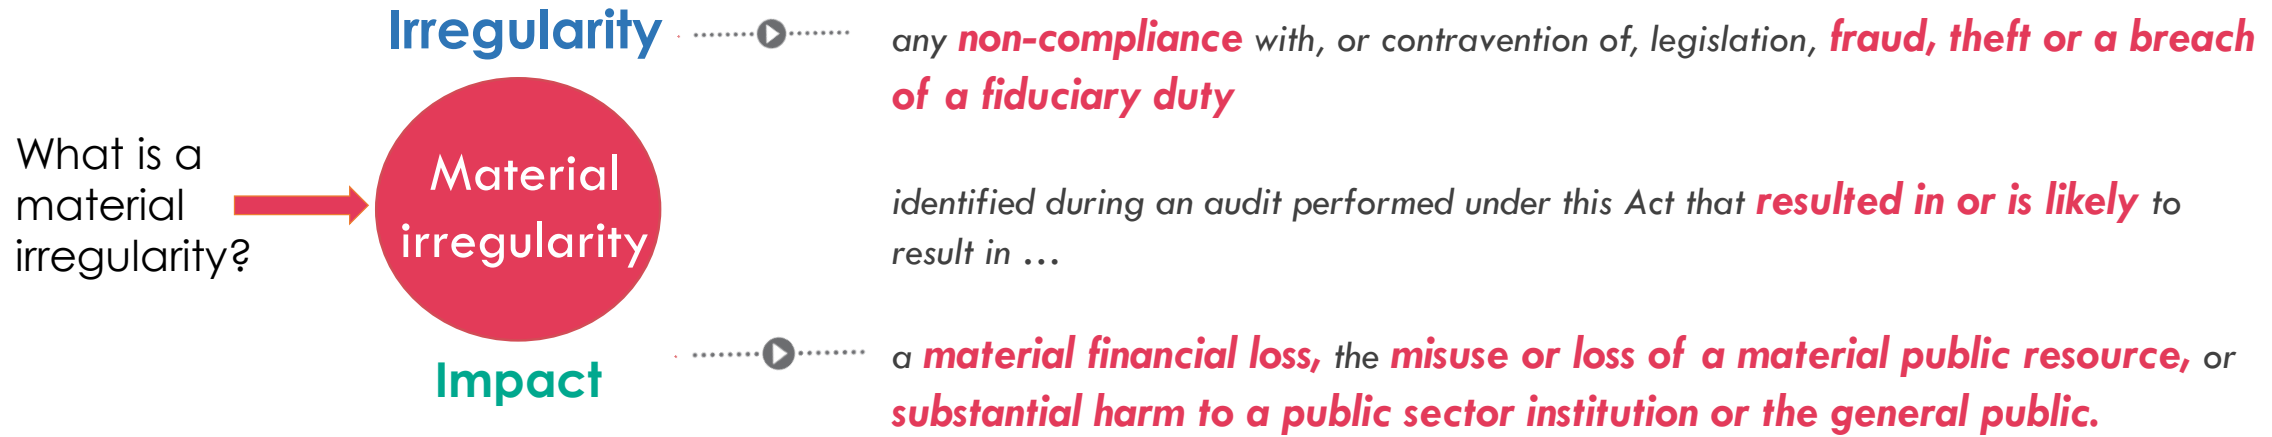 What is a
material
irregularity?
Irregularity
Material
irregularity
Impact
any non-compliance with, or contravention of, legislation, fraud, theft or a breach
of a fiduciary duty
identified during an audit performed under this Act that resulted in or is likely to
result in …
a material financial loss, the misuse or loss of a material public resource, or
substantial harm to a public sector institution or the general public.